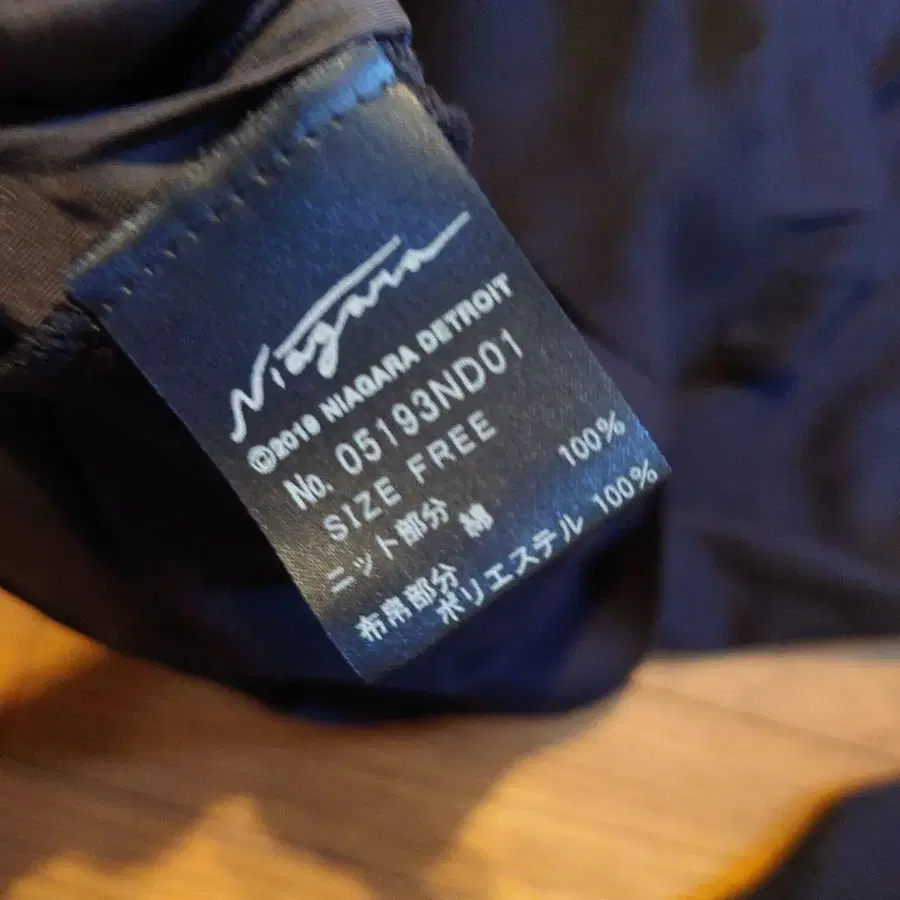 Niagara
©2019 NIAGARA DETROIT
No. 05193ND01
SIZE FREE
ニット部分
綿 100%
布帛部分
ポリエステル 100%